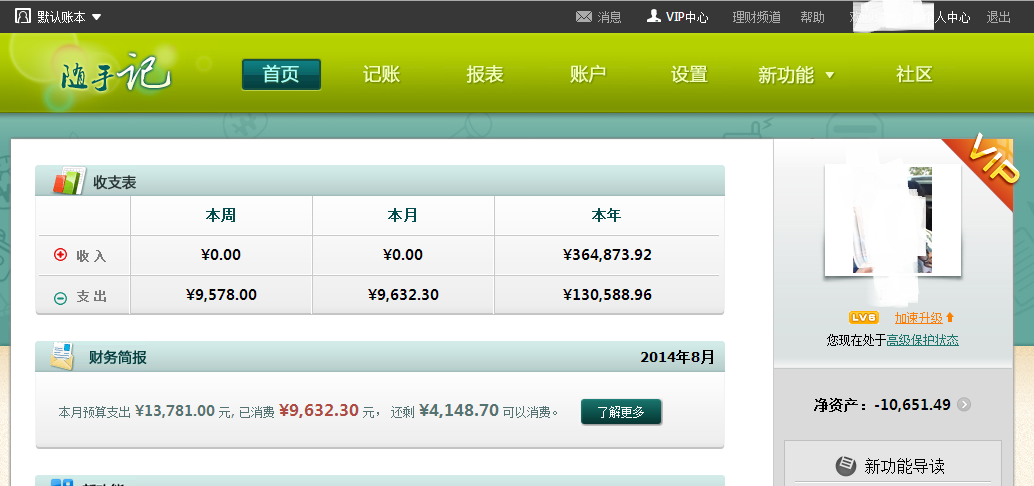 默认账本 消息 VIP中心 理财频道 帮助 人中心 退出
随手记 首页 记账 报表 账户 设置 新功能 社区
VIP
收支表
本周 本月 本年
收入 ¥0.00 ¥0.00 ¥364,873.92
支出 ¥9,578.00 ¥9,632.30 ¥130,588.96
LV6 加速升级
您现在处于高级保护状态
财务简报 2014年8月
本月预算支出 ¥13,781.00 元, 已消费 ¥9,632.30 元， 还剩 ¥4,148.70 可以消费。 了解更多
净资产：-10,651.49
新功能导读